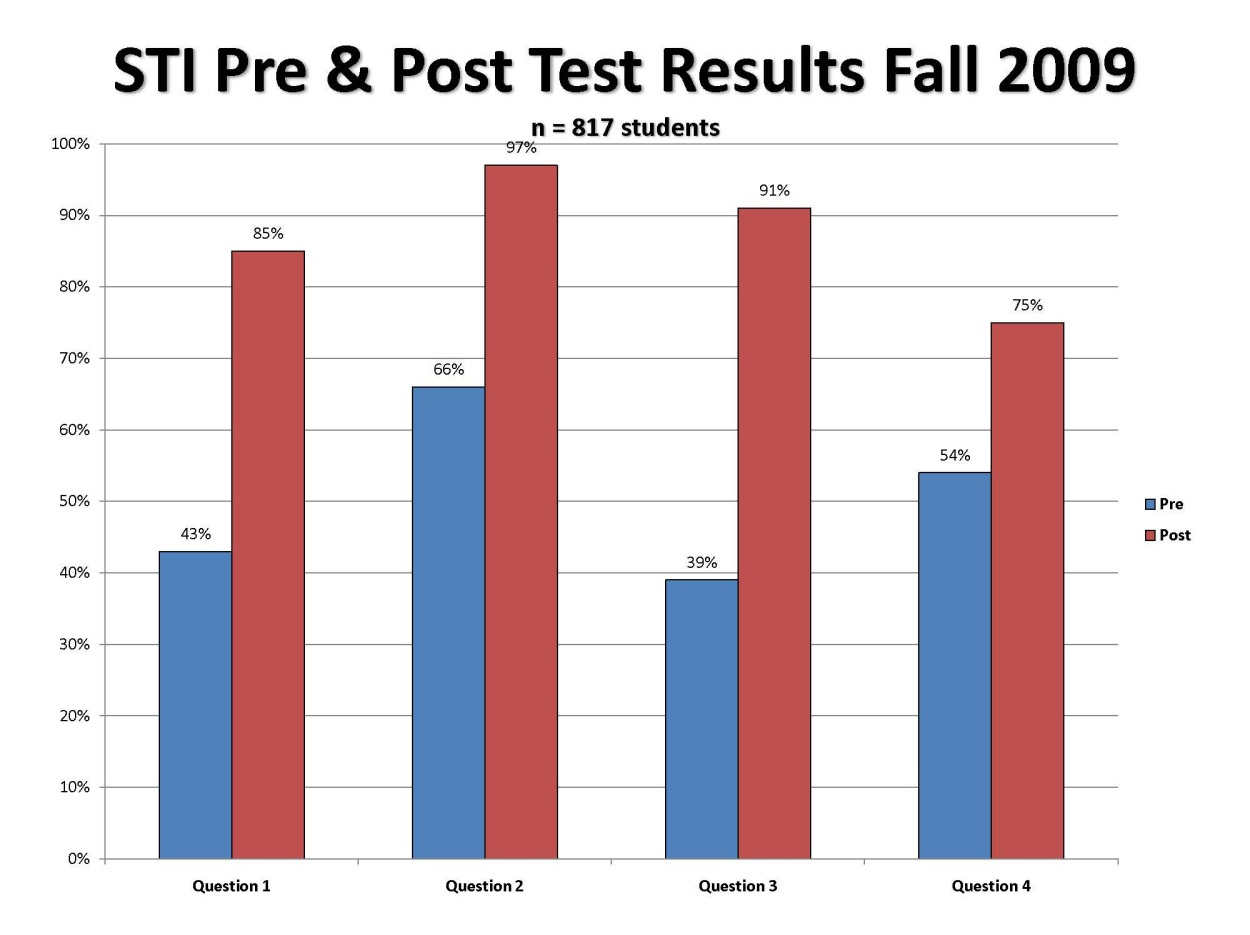 STI Pre & Post Test Results Fall 2009
n = 817 students
100%
90%
80%
70%
60%
50%
40%
30%
20%
10%
0%
43%
85%
66%
97%
39%
91%
54%
75%
Question 1
Question 2
Question 3
Question 4
Pre
Post